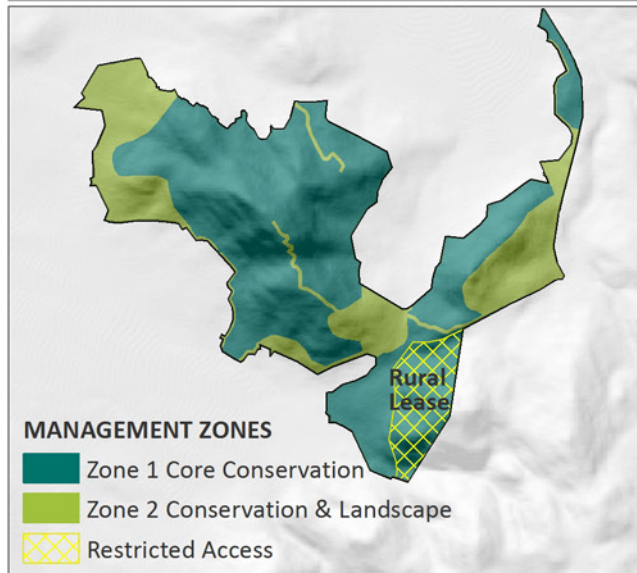 Rural
Lease
MANAGEMENT ZONES
Zone 1 Core Conservation
Zone 2 Conservation & Landscape
Restricted Access